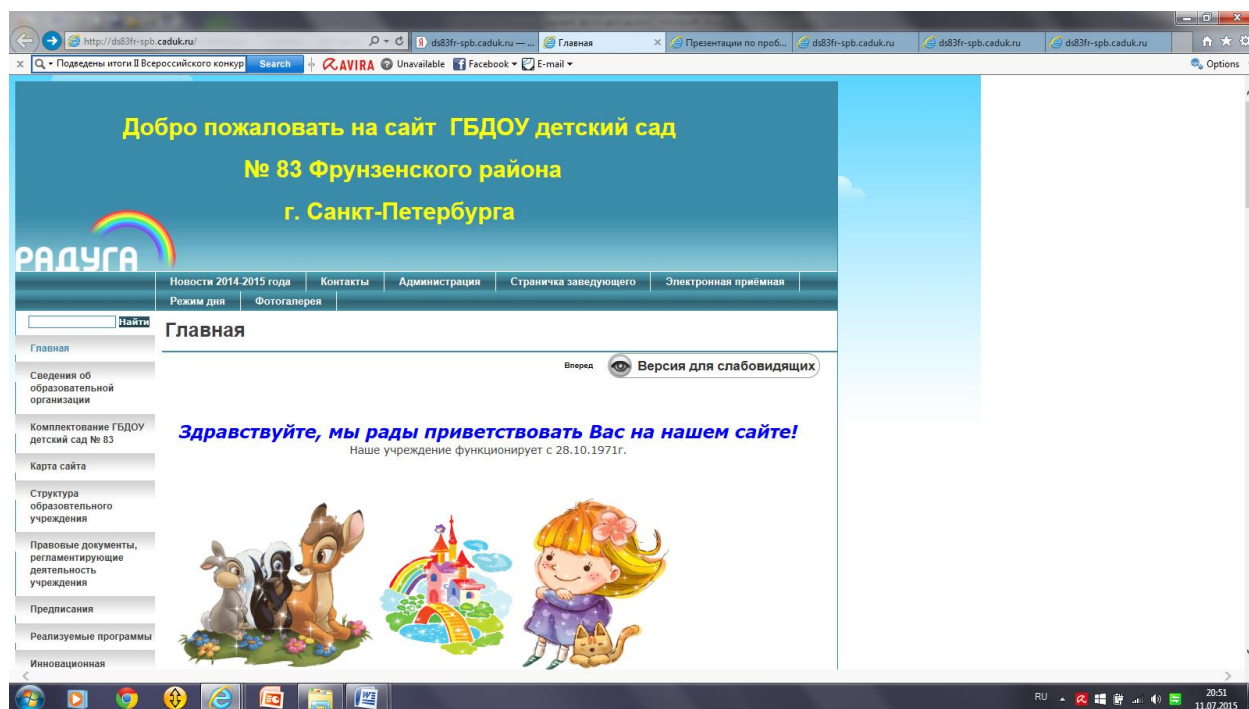 http://ds83fr-spb.caduk.ru/
ds83fr-spb.caduk.ru — ...
Главная
Презентации по проб...
ds83fr-spb.caduk.ru
ds83fr-spb.caduk.ru
ds83fr-spb.caduk.ru
Подведены итоги II Всероссийского конкур
Search
AVIRA
Unavailable
Facebook
E-mail
Options
Добро пожаловать на сайт ГБДОУ детский сад
№ 83 Фрунзенского района
г. Санкт-Петербурга
РАДУГА
Новости 2014-2015 года
Контакты
Администрация
Страничка заведующего
Электронная приёмная
Режим дня
Фотогалерея
Найти
Главная
Вперед
Версия для слабовидящих
Главная
Сведения об
образовательной
организации
Комплектование ГБДОУ
детский сад № 83
Карта сайта
Структура
образовтельного
учреждения
Правовые документы,
регламентирующие
деятельность
учреждения
Предписания
Реализуемые программы
Инновационная
Здравствуйте, мы рады приветствовать Вас на нашем сайте!
Наше учреждение функционирует с 28.10.1971г.
RU
20:51
11.07.2015